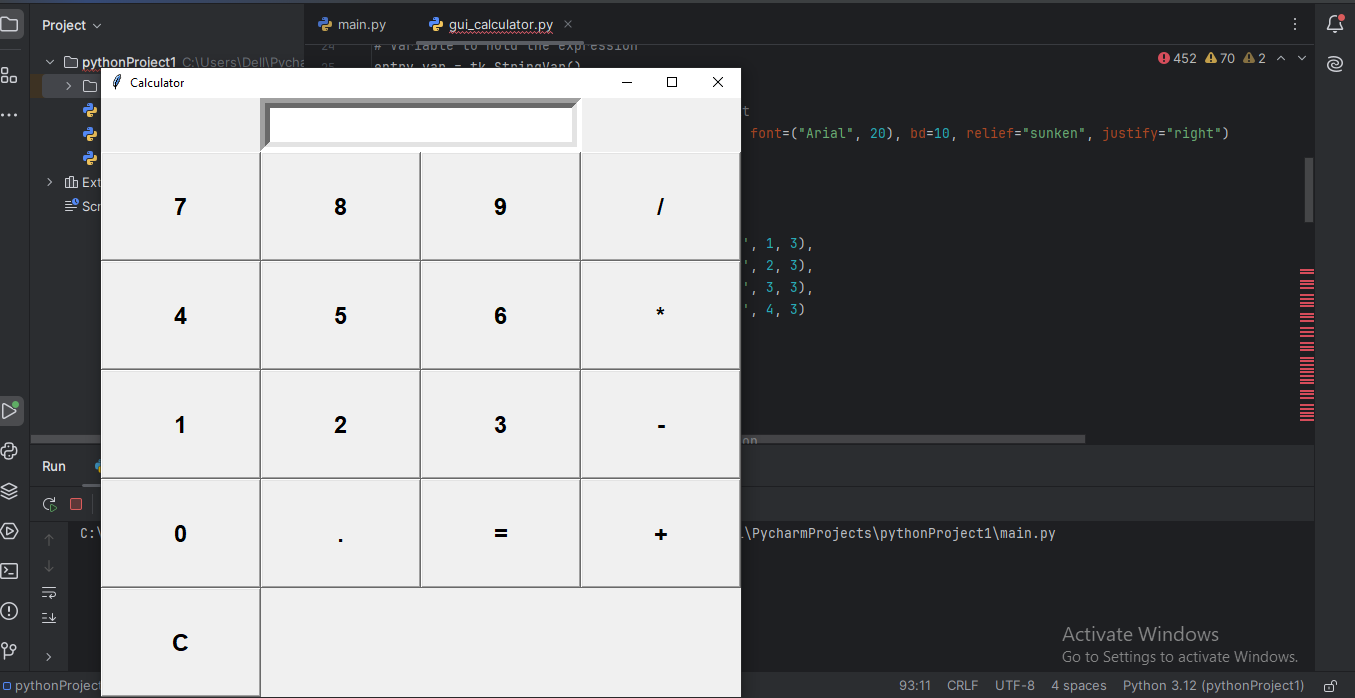 Project
main.py
gui_calculator.py
pythonProject1 C:\Users\Dell\Pycha
24
# Variable to hold the expression
25
entry_var = tk.StringVar()
452 70 2
Calculator
font=("Arial", 20), bd=10, relief="sunken", justify="right")
Ext
Scr
', 1, 3),
', 2, 3),
', 3, 3),
', 4, 3)
7 8 9 /
4 5 6 *
1 2 3 -
0 . = +
C
on
Run
C:\
l\PycharmProjects\pythonProject1\main.py
Activate Windows
Go to Settings to activate Windows.
pythonProject
93:11 CRLF UTF-8 4 spaces Python 3.12 (pythonProject1)